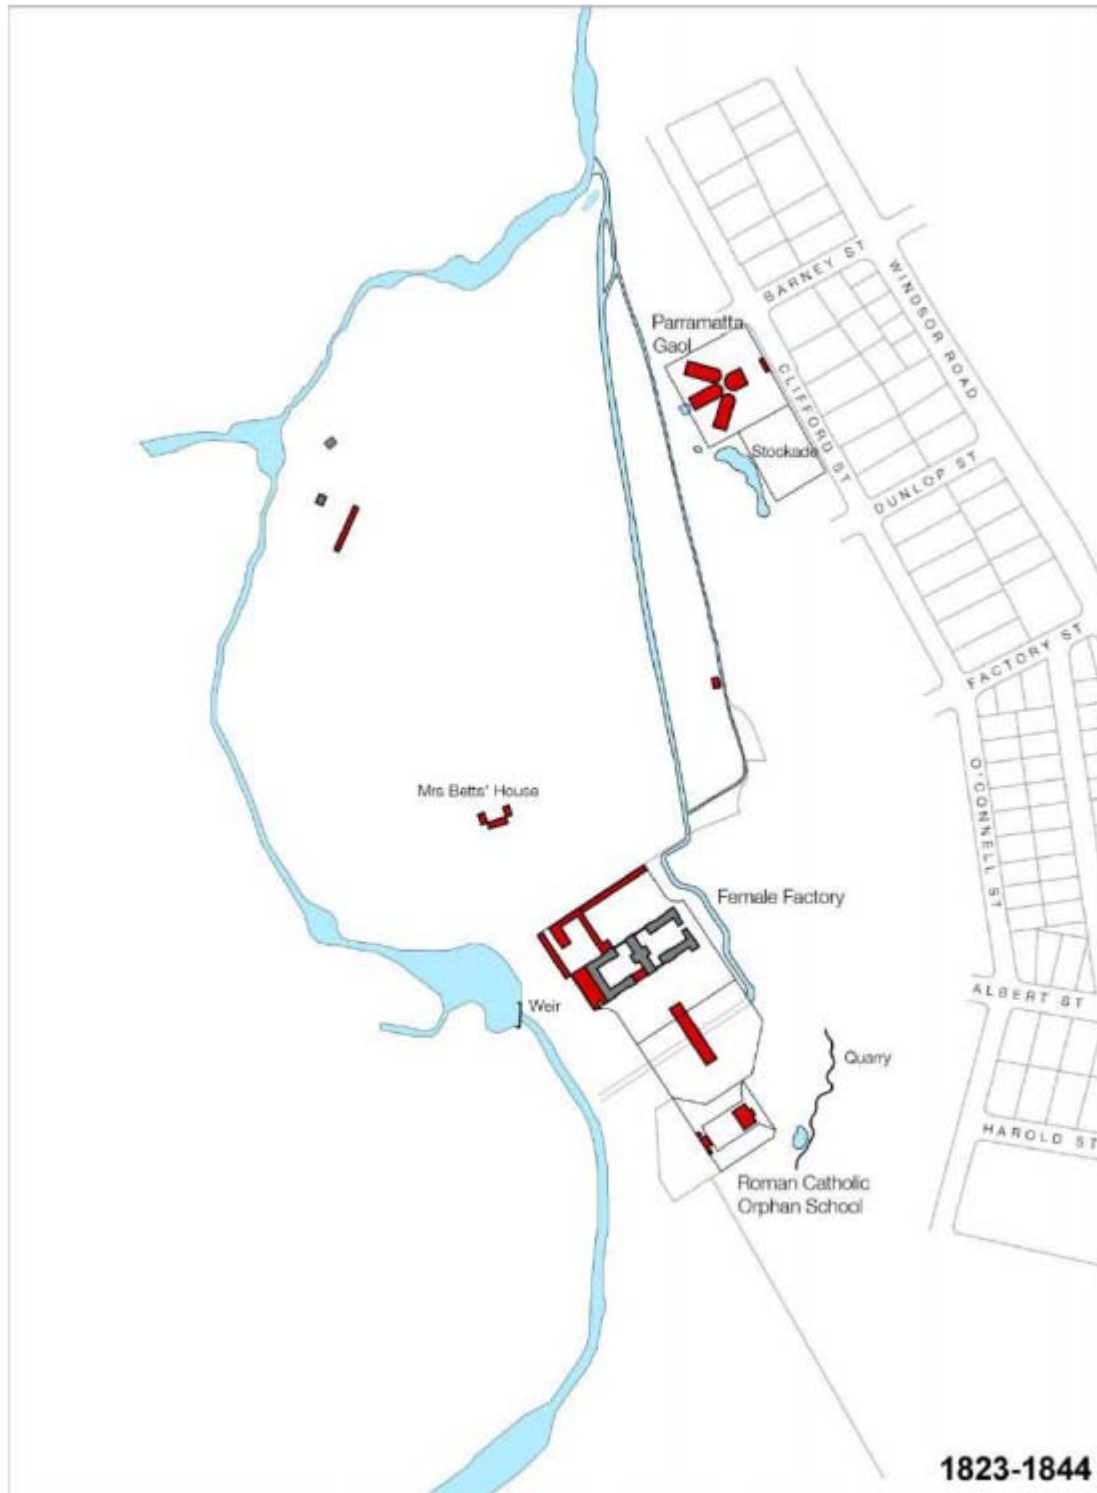 BARNEY ST
WINDSOR ROAD
Parramatta
Gaol
CLIFFORD ST
Stockade
DUNLOP ST
FACTORY ST
O'CONNELL ST
Mrs Betts' House
Female Factory
ALBERT ST
Weir
Quarry
HAROLD ST
Roman Catholic
Orphan School
1823-1844